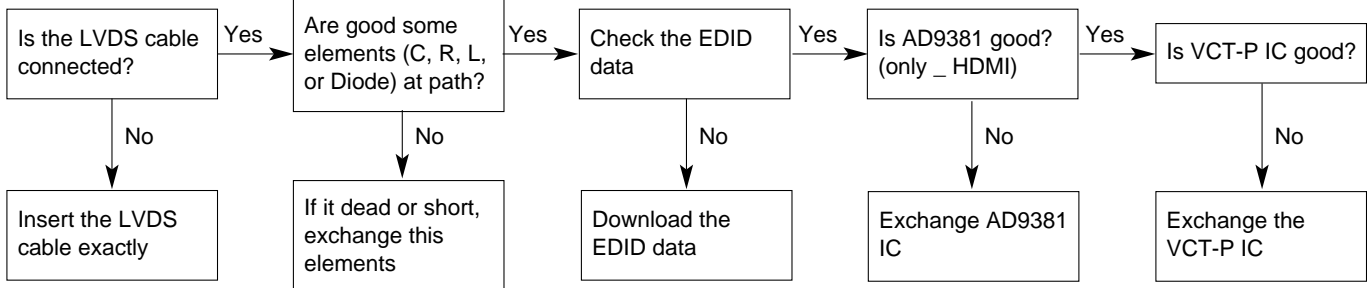 Is the LVDS cable
connected?
Yes
Are good some
elements (C, R, L,
or Diode) at path?
Yes
Check the EDID
data
Yes
Is AD9381 good?
(only _ HDMI)
Yes
Is VCT-P IC good?
No
No
No
No
No
Insert the LVDS
cable exactly
If it dead or short,
exchange this
elements
Download the
EDID data
Exchange AD9381
IC
Exchange the
VCT-P IC